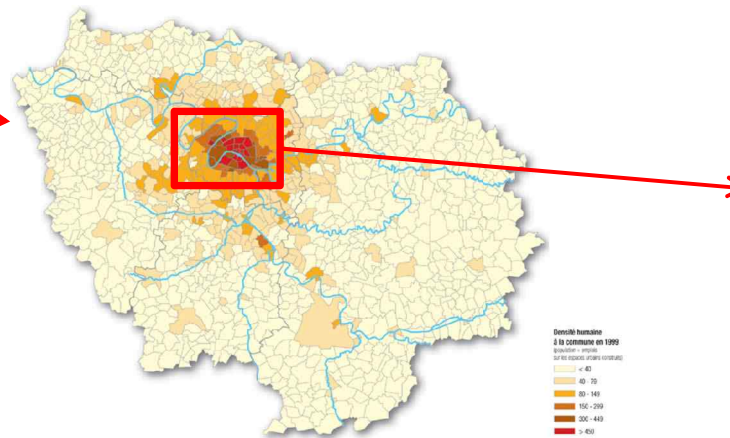 Densité humaine
à la commune en 1999
(population + emplois
sur les espaces urbains construits)
< 40
40 - 79
80 - 149
150 - 299
300 - 449
> 450